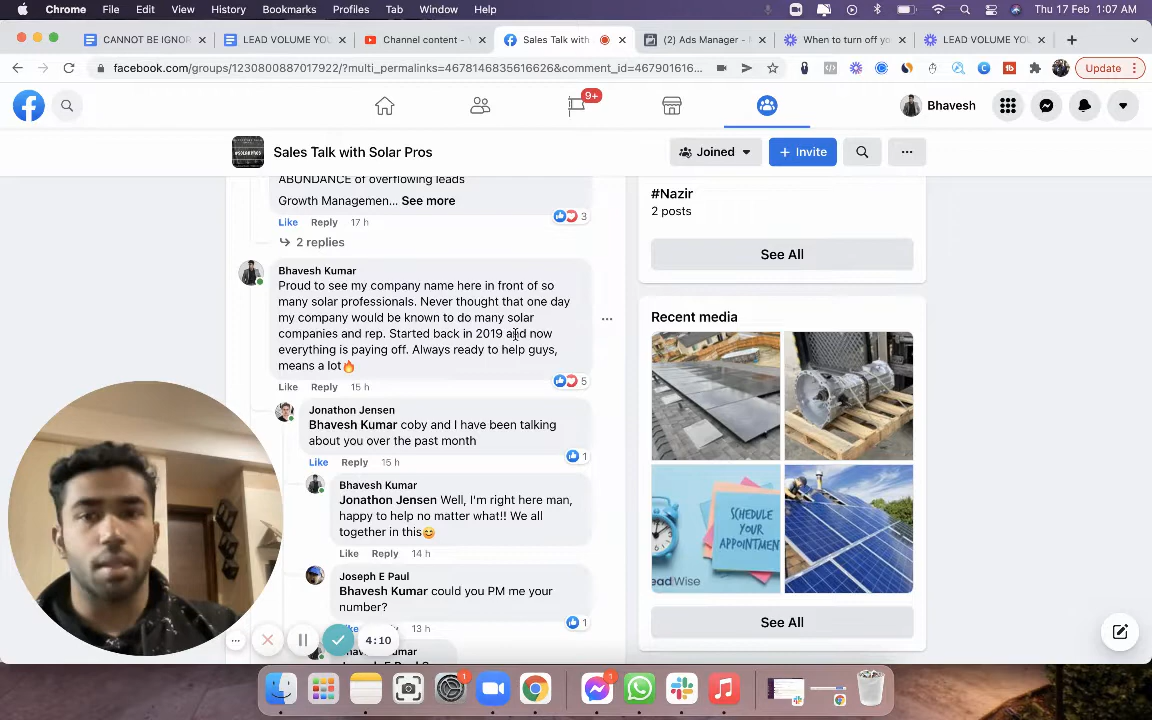 Chrome File Edit View History Bookmarks Profiles Tab Window Help Thu 17 Feb 1:07 AM
CANNOT BE IGNOR LEAD VOLUME YOU Channel content - Y Sales Talk with (2) Ads Manager - When to turn off yo LEAD VOLUME YOU
facebook.com/groups/1230800887017922/?multi_permalinks=4678146835616626&comment_id=467901616... Update
9+
Bhavesh
Sales Talk with Solar Pros
Joined
+ Invite
ABUNDANCE of overflowing leads
Growth Managemen... See more
3
Like Reply 17 h
2 replies
Bhavesh Kumar
Proud to see my company name here in front of so
many solar professionals. Never thought that one day
my company would be known to do many solar
companies and rep. Started back in 2019 and now
everything is paying off. Always ready to help guys,
means a lot🔥
5
Like Reply 15 h
Jonathon Jensen
Bhavesh Kumar coby and I have been talking
about you over the past month
1
Like Reply 15 h
Bhavesh Kumar
Jonathon Jensen Well, I'm right here man,
happy to help no matter what!! We all
together in this😊
Like Reply 14 h
Joseph E Paul
Bhavesh Kumar could you PM me your
number?
1
Reply 13 h
4:10
#Nazir
2 posts
See All
Recent media
SCHEDULE
YOUR
APPOINTMEN
ead Wise
See All
1
1